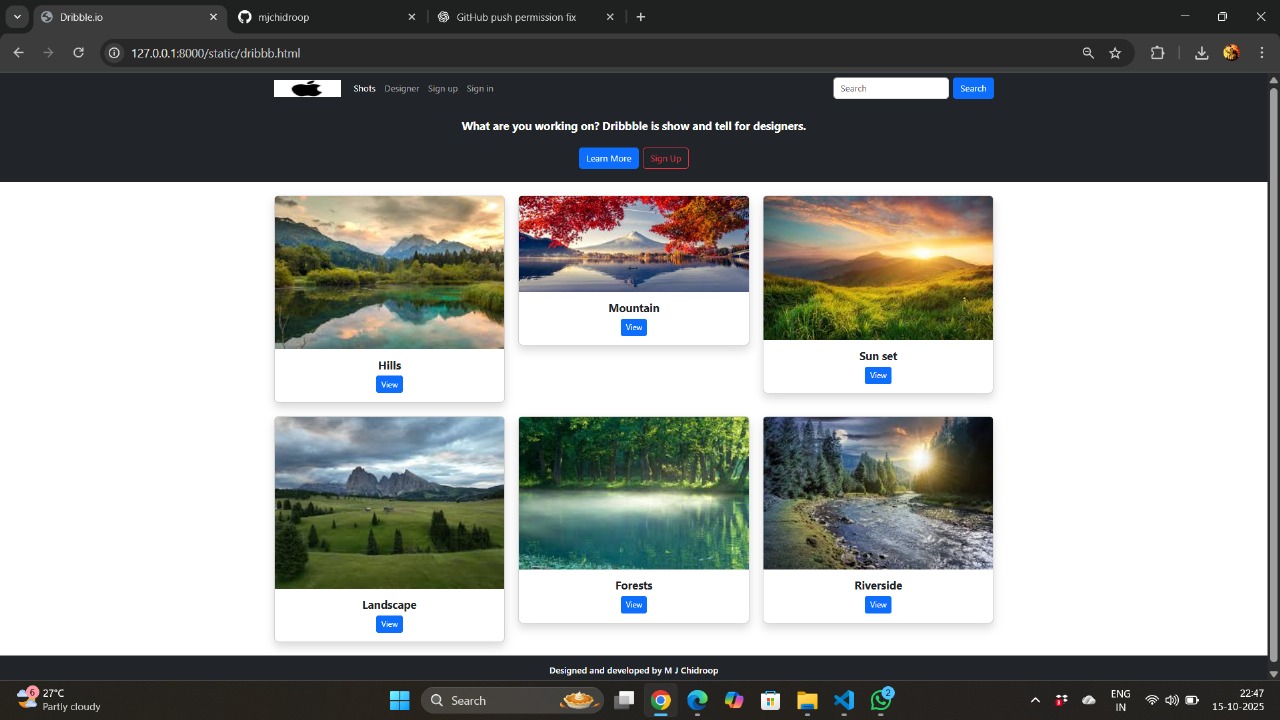 Dribble.io
mjchidroop
GitHub push permission fix
127.0.0.1:8000/static/dribbb.html
Shots Designer Sign up Sign in
Search Search
What are you working on? Dribbble is show and tell for designers.
Learn More Sign Up
Hills
View
Mountain
View
Sun set
View
Landscape
View
Forests
View
Riverside
View
Designed and developed by M J Chidroop
6
27°C
Partly cloudy
Search
2
ENG
IN
22:47
15-10-2025